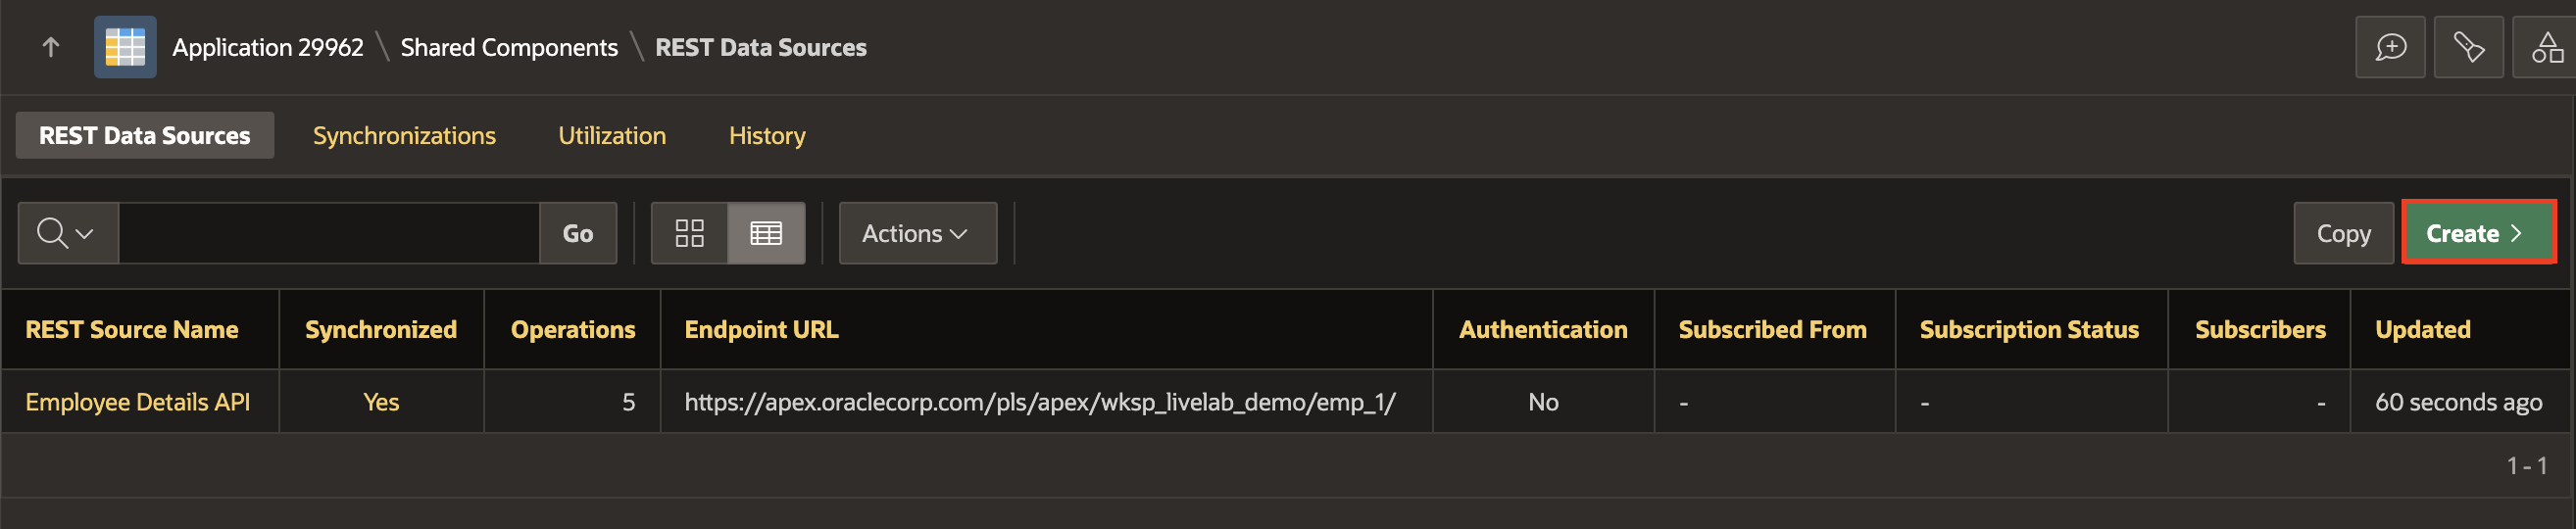 Application 29962 \ Shared Components \ REST Data Sources
REST Data Sources Synchronizations Utilization History
Go Actions Copy Create
REST Source Name Synchronized Operations Endpoint URL Authentication Subscribed From Subscription Status Subscribers Updated
Employee Details API Yes 5 https://apex.oraclecorp.com/pls/apex/wksp_livelab_demo/emp_1/ No - - - 60 seconds ago
1 - 1